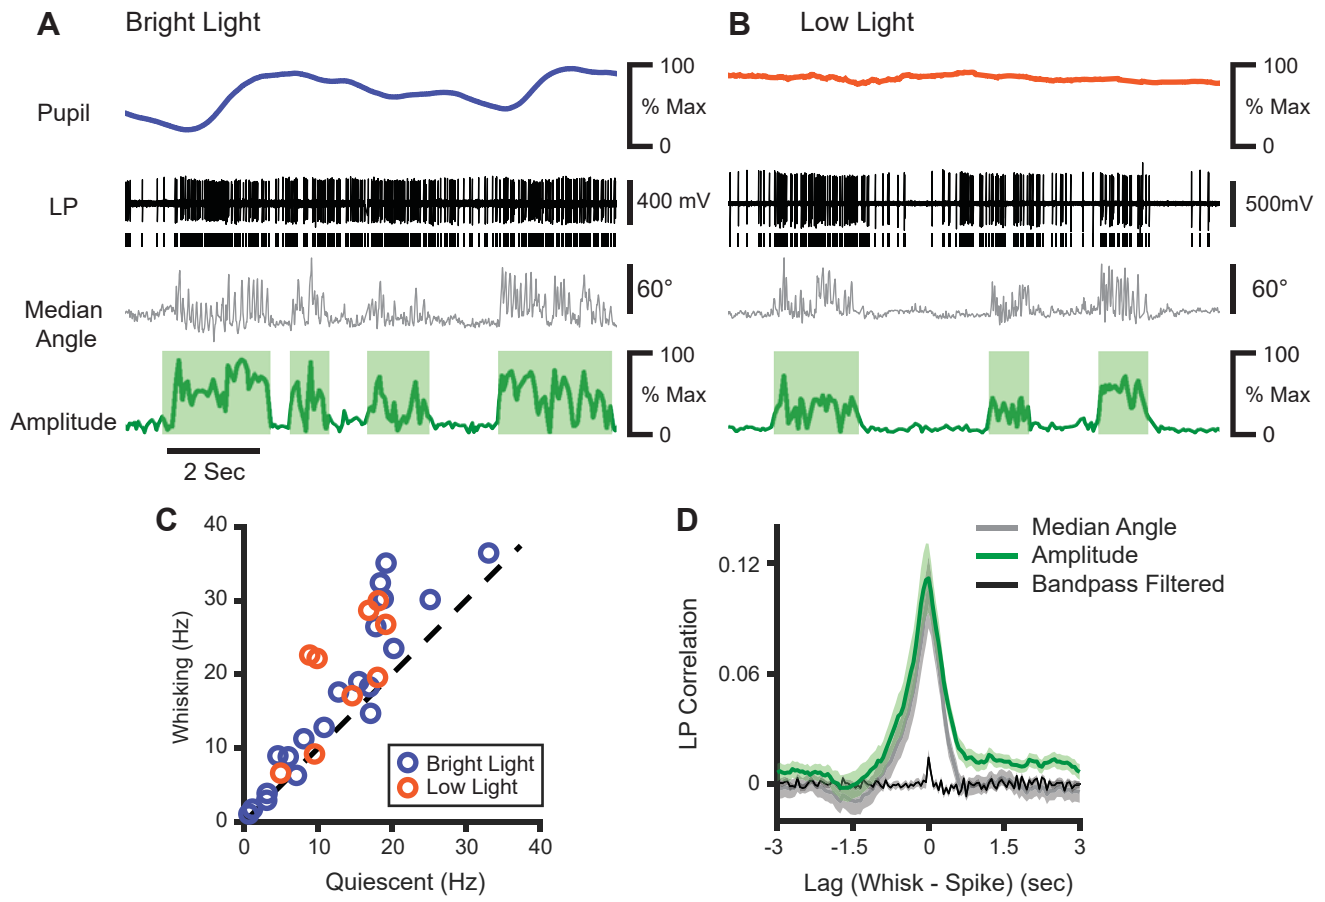 A Bright Light
B Low Light
Pupil
100
% Max
0
100
% Max
0
LP
400 mV
500mV
Median
Angle
60°
60°
Amplitude
100
% Max
0
100
% Max
0
2 Sec
C
Whisking (Hz)
40
30
20
10
0
0 10 20 30 40
Quiescent (Hz)
Bright Light
Low Light
D
LP Correlation
0.12
0.06
0
-3 -1.5 0 1.5 3
Lag (Whisk - Spike) (sec)
Median Angle
Amplitude
Bandpass Filtered